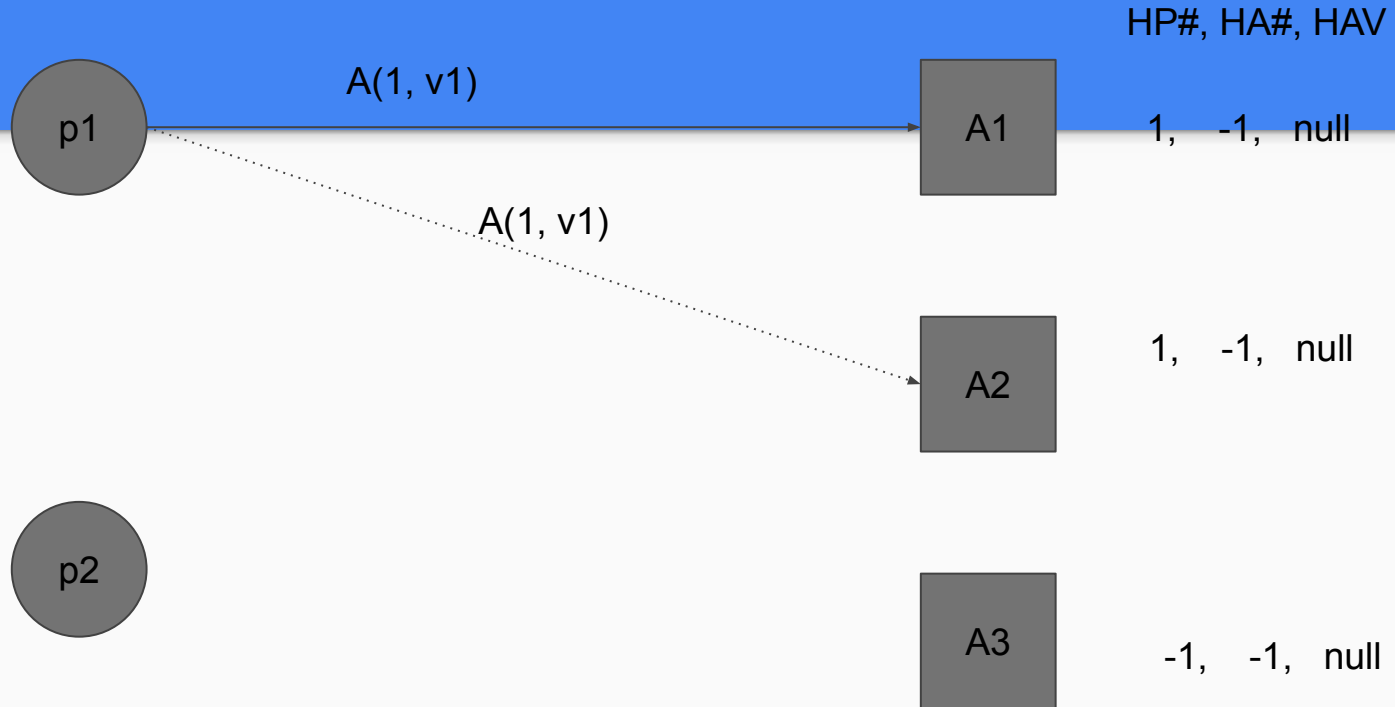 HP#, HA#, HAV
A(1, v1)
p1
A1
1, -1, null
A(1, v1)
1, -1, null
A2
p2
A3
-1, -1, null